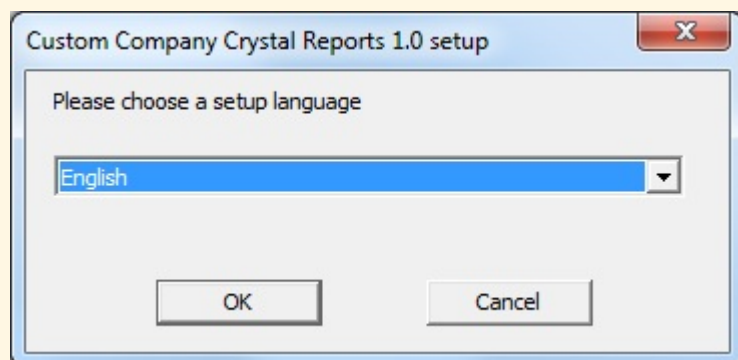 Custom Company Crystal Reports 1.0 setup
Please choose a setup language
English
OK
Cancel